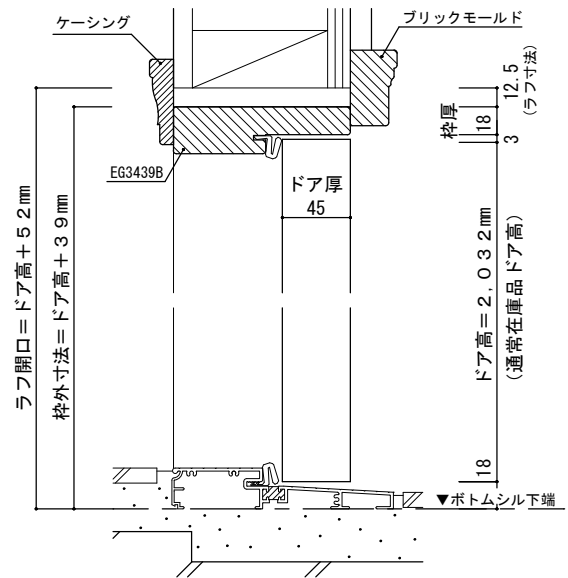 ケーシング
ブリックモールド
12.5
(ラフ寸法)
枠厚
18
3
EG3439B
ドア厚
45
ラフ開口=ドア高+52mm
枠外寸法=ドア高+39mm
ドア高=2,032mm
(通常在庫品ドア高)
18
▼ボトムシル下端